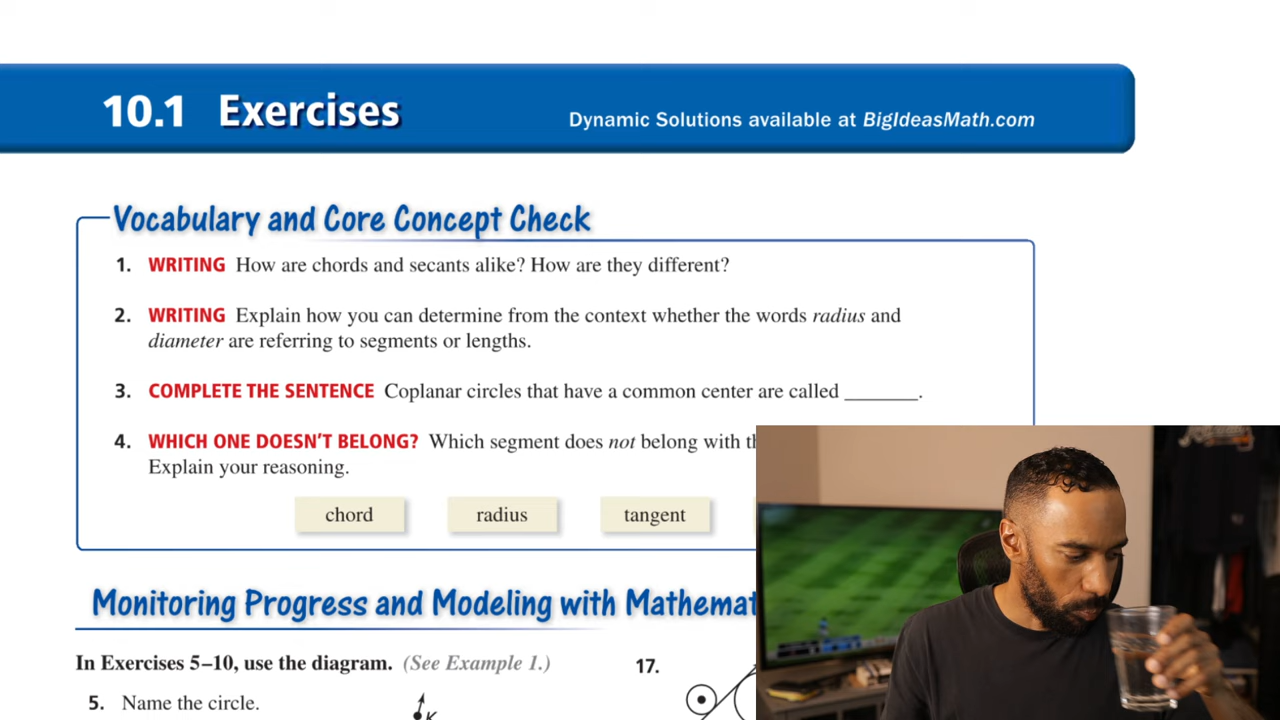 10.1 Exercises
Dynamic Solutions available at BigIdeasMath.com
Vocabulary and Core Concept Check
1. WRITING How are chords and secants alike? How are they different?
2. WRITING Explain how you can determine from the context whether the words radius and
diameter are referring to segments or lengths.
3. COMPLETE THE SENTENCE Coplanar circles that have a common center are called _______.
4. WHICH ONE DOESN'T BELONG? Which segment does not belong with
Explain your reasoning.
chord
radius
tangent
Monitoring Progress and Modeling with
In Exercises 5–10, use the diagram. (See Example 1.)
5. Name the circle.
K
17.